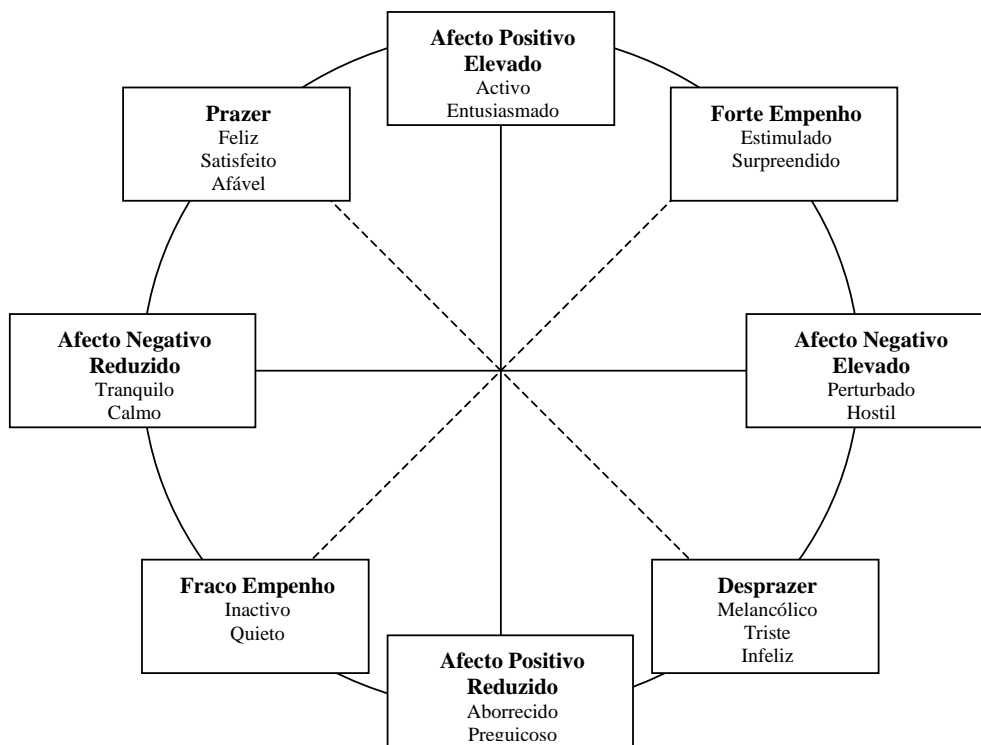 Afecto Positivo
Elevado
Activo
Entusiasmado
Prazer
Feliz
Satisfeito
Afável
Forte Empenho
Estimulado
Surpreendido
Afecto Negativo
Reduzido
Tranquilo
Calmo
Afecto Negativo
Elevado
Perturbado
Hostil
Fraco Empenho
Inactivo
Quieto
Desprazer
Melancólico
Triste
Infeliz
Afecto Positivo
Reduzido
Aborrecido
Preguiçoso